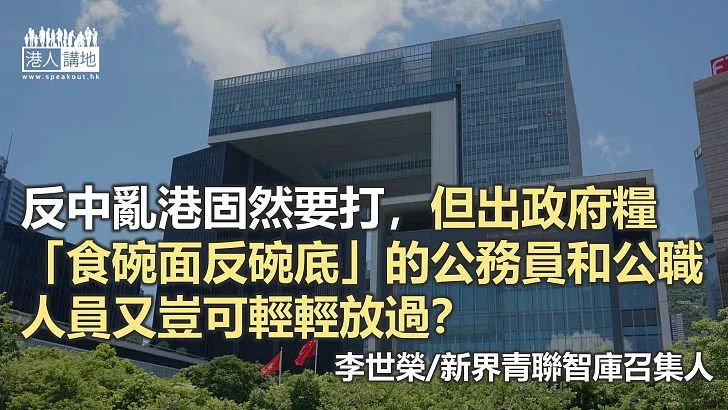 港人講地
www.speakout.hk
反中亂港固然要打，但出政府糧
「食碗面反碗底」的公務員和公職
人員又豈可輕輕放過？
李世榮/新界青聯智庫召集人